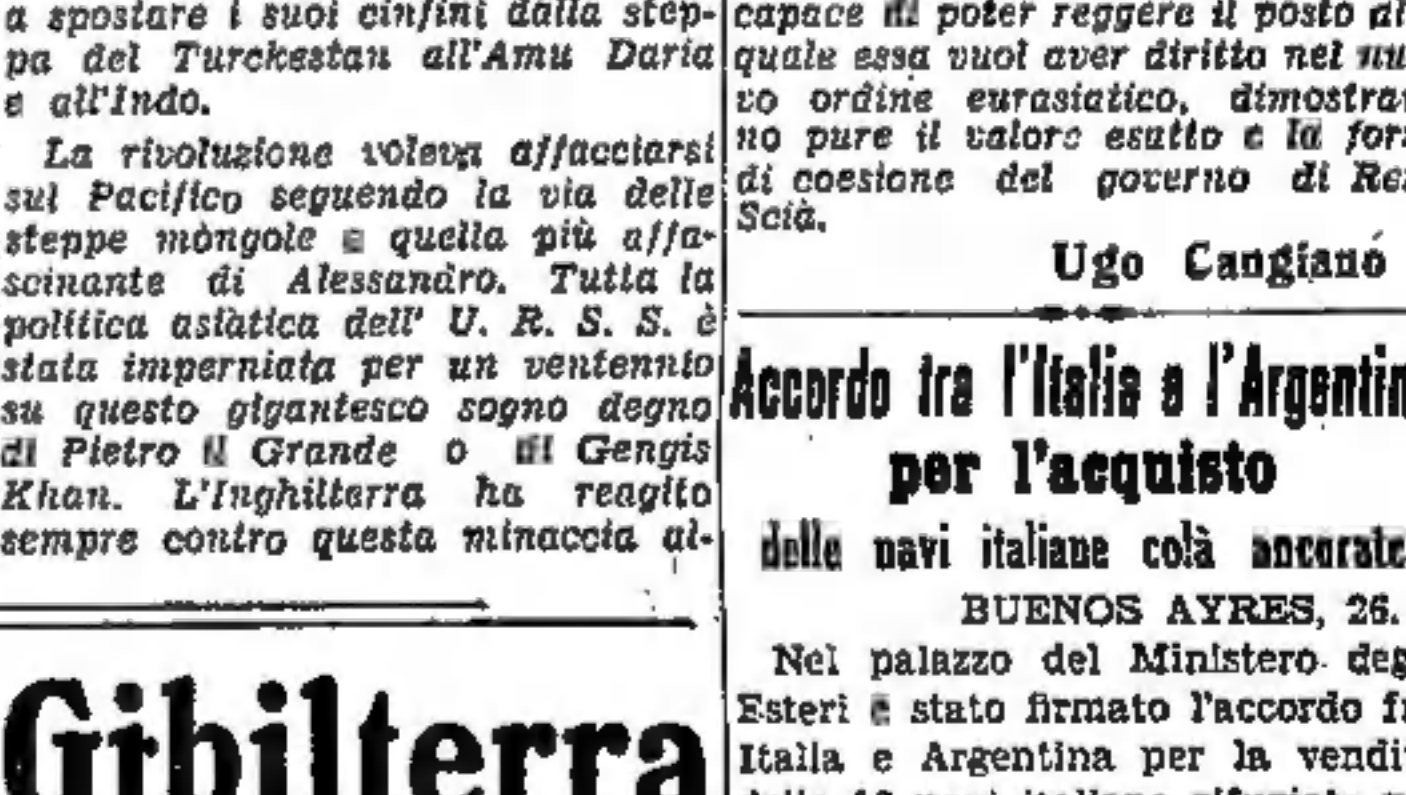 a spostare i suoi cinfini dalla step-
pa del Turckestan all'Amu Daria
e all'Indo.
La rivoluzione voleva affacciarsi
sul Pacifico seguendo la via delle
steppe mòngole e quella più affa-
scinante di Alessandro. Tutta la
politica asiàtica dell' U. R. S. S. è
stata imperniata per un ventennio
su questo gigantesco sogno degno
di Pietro il Grande o di Gengis
Khan. L'Inghilterra ha reagito
sempre contro questa minaccia al-
Gibilterra
capace di poter reggere il posto al
quale essa vuol aver diritto nel nu
vo ordine eurasiatico, dimostra
no pure il valore esatto e la for
di coesione del governo di Re
Scià.
Ugo Cangiano
Accordo tra l'Italia e l'Argentin
per l'acquisto
delle navi italiane colà ancorate
BUENOS AYRES, 26.
Nel palazzo del Ministero deg
Esteri è stato firmato l'accordo f
Italia e Argentina per la vendi
navi italiane